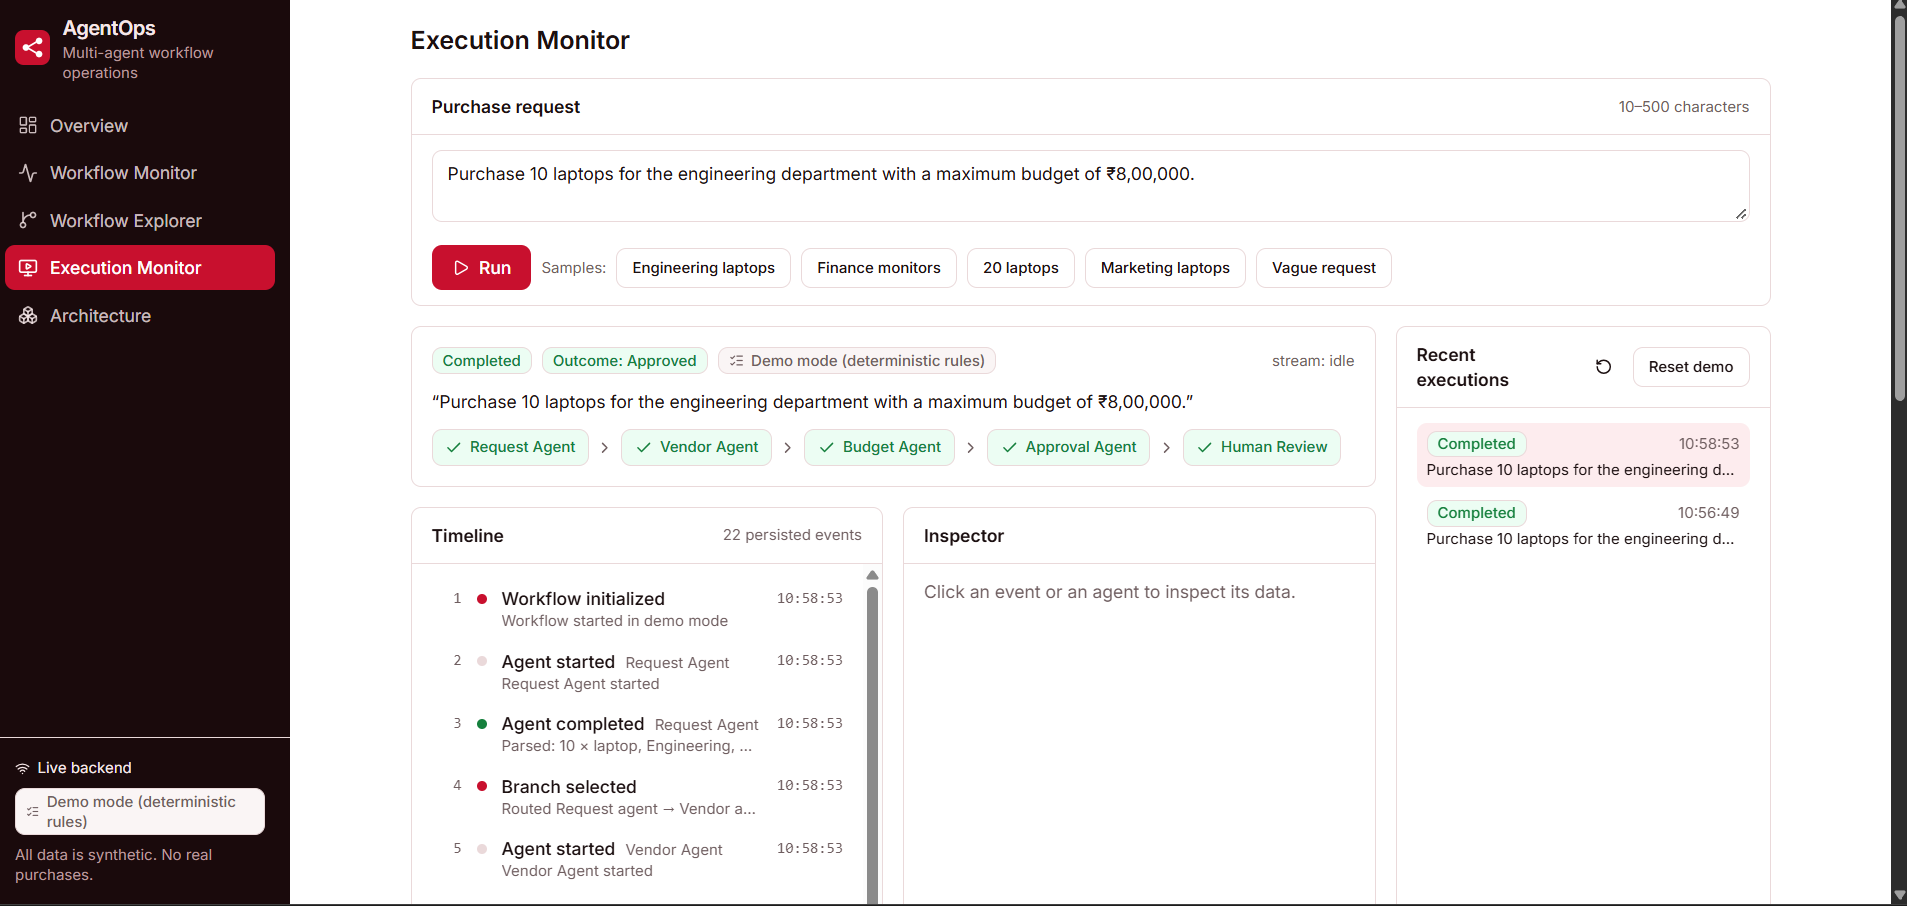 AgentOps
Multi-agent workflow
operations
Overview
Workflow Monitor
Workflow Explorer
Execution Monitor
Architecture
Live backend
Demo mode (deterministic
rules)
All data is synthetic. No real
purchases.
Execution Monitor
Purchase request
10–500 characters
Purchase 10 laptops for the engineering department with a maximum budget of ₹8,00,000.
Run
Samples:
Engineering laptops
Finance monitors
20 laptops
Marketing laptops
Vague request
Completed
Outcome: Approved
Demo mode (deterministic rules)
stream: idle
“Purchase 10 laptops for the engineering department with a maximum budget of ₹8,00,000.”
Request Agent
Vendor Agent
Budget Agent
Approval Agent
Human Review
Timeline
22 persisted events
1 Workflow initialized 10:58:53
Workflow started in demo mode
2 Agent started Request Agent 10:58:53
Request Agent started
3 Agent completed Request Agent 10:58:53
Parsed: 10 × laptop, Engineering, ...
4 Branch selected 10:58:53
Routed Request agent → Vendor a...
5 Agent started Vendor Agent 10:58:53
Vendor Agent started
Inspector
Click an event or an agent to inspect its data.
Recent
executions
Reset demo
Completed 10:58:53
Purchase 10 laptops for the engineering d...
Completed 10:56:49
Purchase 10 laptops for the engineering d...